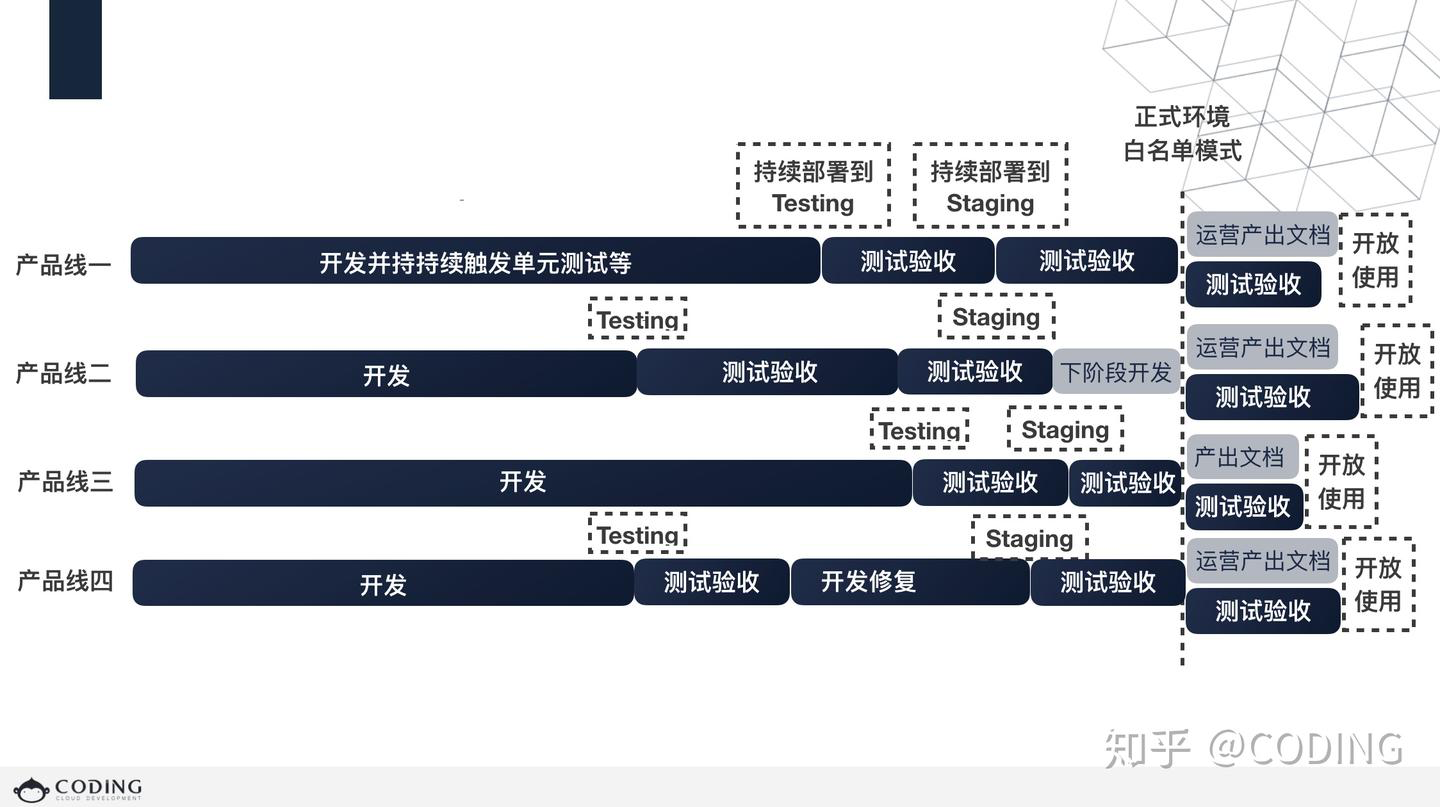 正式环境
白名单模式
持续部署到
Testing
持续部署到
Staging
产品线一
开发并持持续触发单元测试等
测试验收
测试验收
运营产出文档
测试验收
开放
使用
Testing
Staging
产品线二
开发
测试验收
测试验收
下阶段开发
运营产出文档
测试验收
开放
使用
Testing
Staging
产品线三
开发
测试验收
测试验收
产出文档
测试验收
开放
使用
Testing
Staging
产品线四
开发
测试验收
开发修复
测试验收
运营产出文档
测试验收
开放
使用
知乎 @CODING
CODING
CLOUD DEVELOPMENT